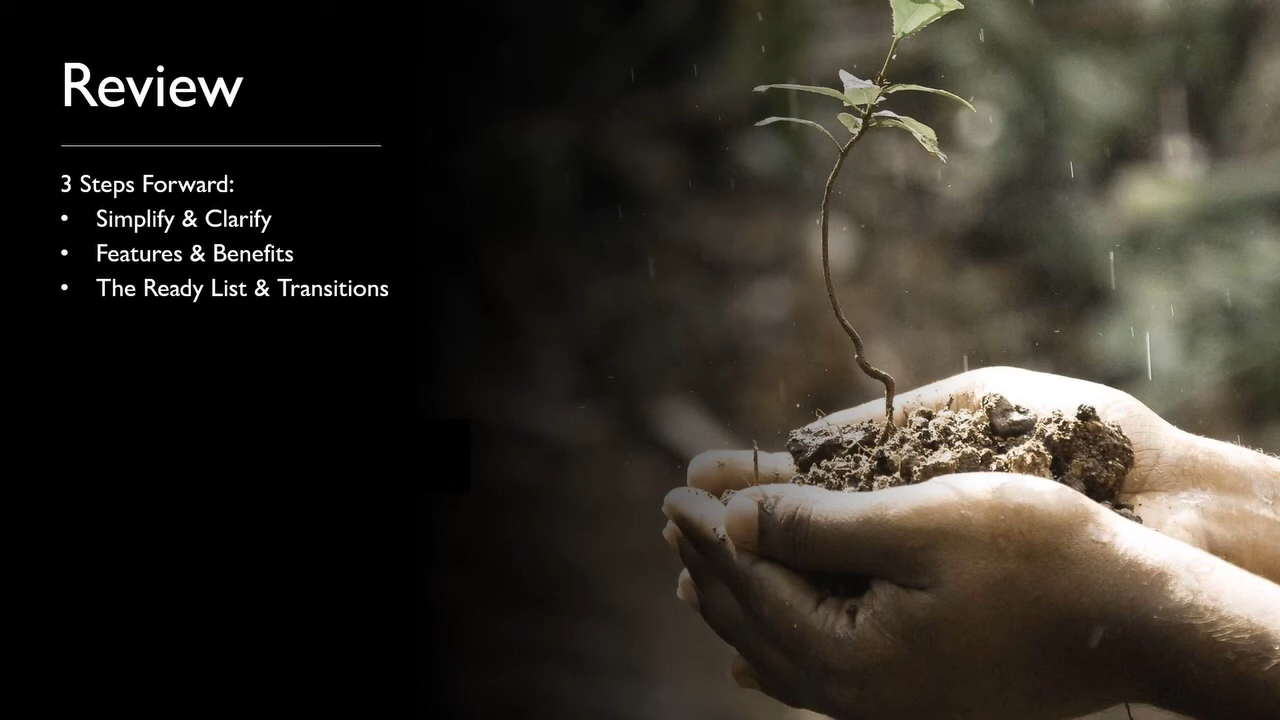 Review
3 Steps Forward:
• Simplify & Clarify
• Features & Benefits
• The Ready List & Transitions